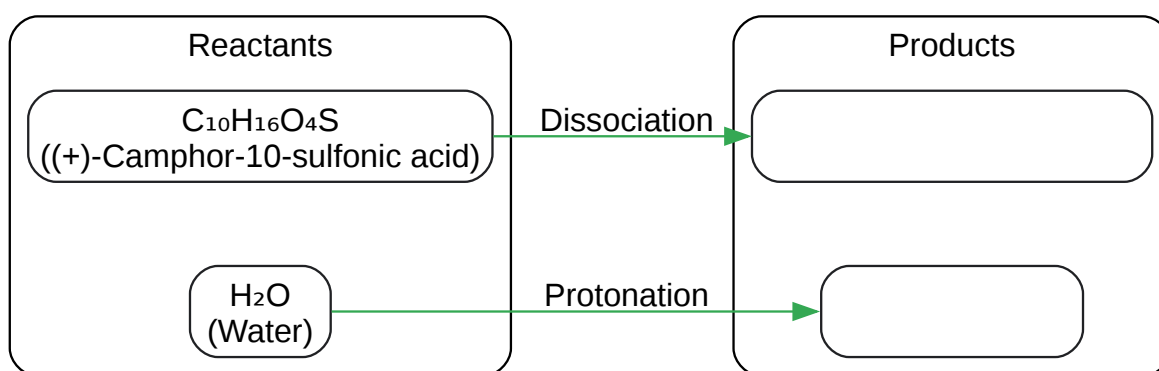 Reactants
Products
C₁₀H₁₆O₄S
((+)-Camphor-10-sulfonic acid)
Dissociation
H₂O
(Water)
Protonation